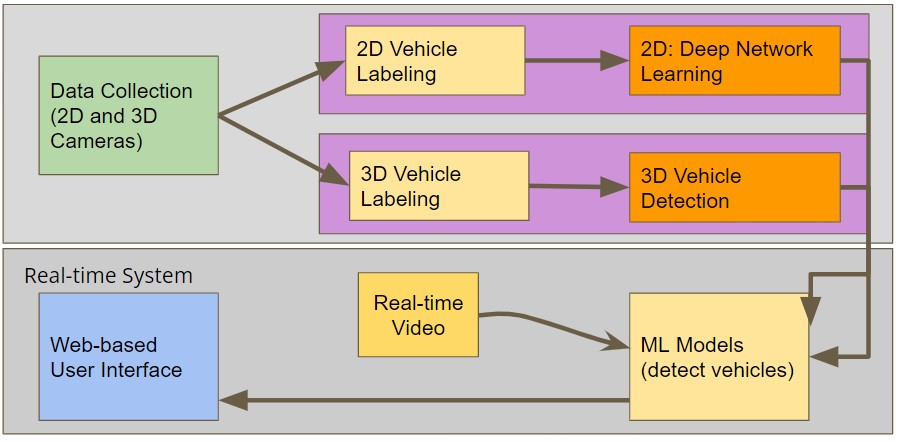 Data Collection
(2D and 3D
Cameras)
2D Vehicle
Labeling
2D: Deep Network
Learning
3D Vehicle
Labeling
3D Vehicle
Detection
Real-time System
Web-based
User Interface
Real-time
Video
ML Models
(detect vehicles)